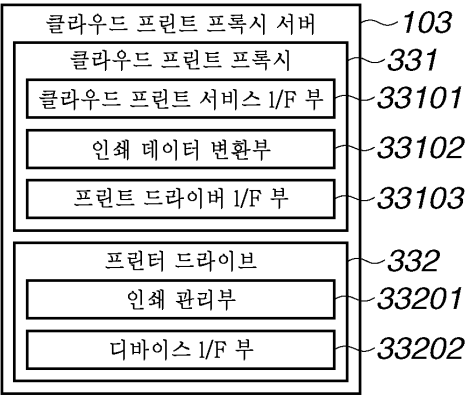 클라우드 프린트 프록시 서버 103
클라우드 프린트 프록시 331
클라우드 프린트 서비스 I/F 부 33101
인쇄 데이터 변환부 33102
프린트 드라이버 I/F 부 33103
프린터 드라이브 332
인쇄 관리부 33201
디바이스 I/F 부 33202